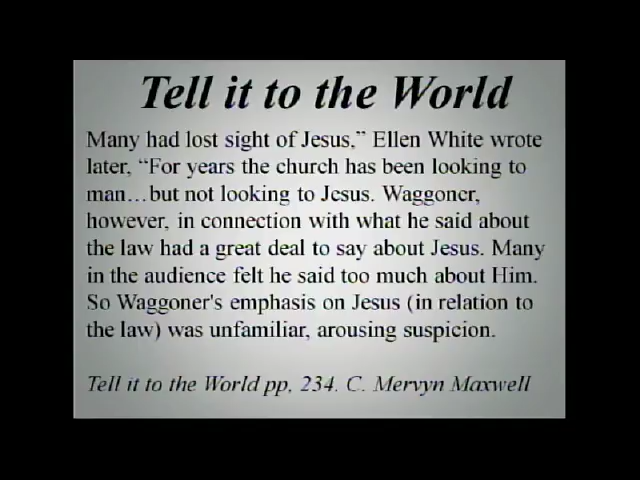 Tell it to the World
Many had lost sight of Jesus,” Ellen White wrote
later, “For years the church has been looking to
man…but not looking to Jesus. Waggoner,
however, in connection with what he said about
the law had a great deal to say about Jesus. Many
in the audience felt he said too much about Him.
So Waggoner's emphasis on Jesus (in relation to
the law) was unfamiliar, arousing suspicion.
Tell it to the World pp, 234. C. Mervyn Maxwell